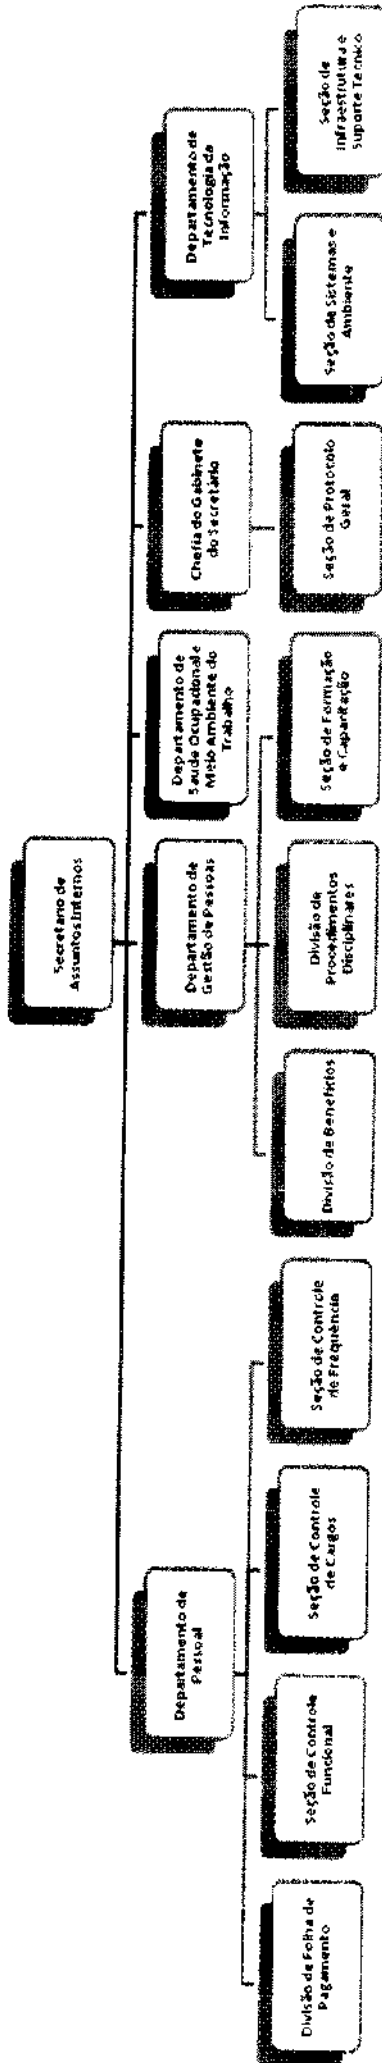 Secretario de
Assuntos Internos
Departamento de
Pessoal
Departamento de
Gestão de Pessoas
Departamento de
Saude Ocupacional e
Meio Ambiente do
Trabalho
Chefia do Gabinete
do Secretário
Departamento de
Tecnologia da
Informação
Divisão de Folha de
Pagamento
Seção de Controle
Funcional
Seção de Controle
de Cargos
Seção de Controle
de Frequência
Divisão de Benefícios
Divisão de
Procedimentos
Disciplinares
Seção de Formação
e Capacitação
Seção de Protocolo
Geral
Seção de Sistemas e
Ambiente
Seção de
Infraestrutura e
Suporte Tecnico